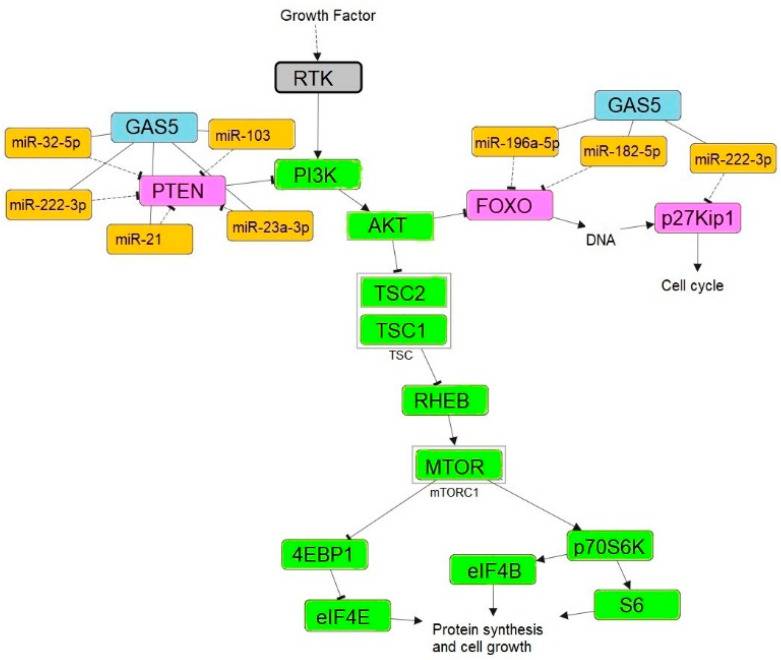 Growth Factor
RTK
GAS5
GAS5
miR-32-5p
miR-103
miR-196a-5p
miR-182-5p
miR-222-3p
PTEN
PI3K
miR-222-3p
FOXO
p27Kip1
miR-21
miR-23a-3p
AKT
DNA
Cell cycle
TSC2
TSC1
TSC
RHEB
MTOR
mTORC1
4EBP1
p70S6K
eIF4B
eIF4E
S6
Protein synthesis
and cell growth